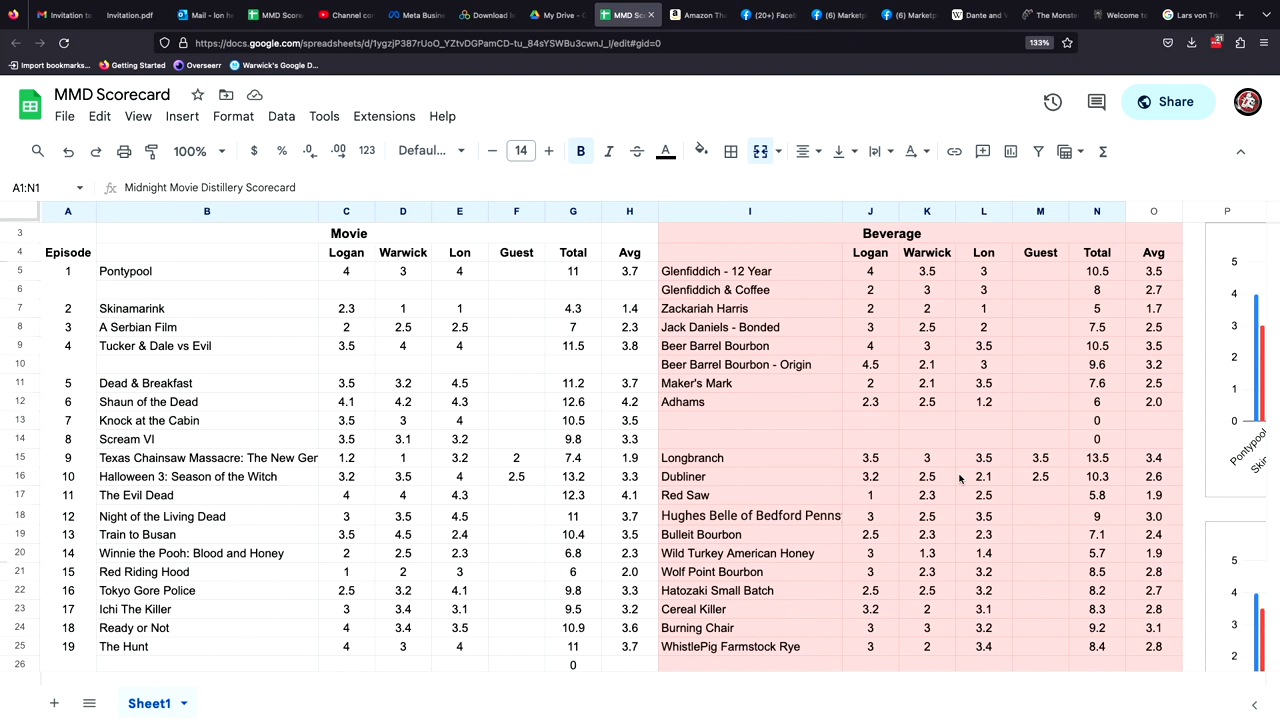 Invitation ta
Invitation.pdf
Mail - lon h
MMD Score
Channel con
Meta Busine
Download le
My Drive - G
MMD Sc
Amazon Tha
(20+) Faceb
(6) Marketp
(6) Marketp
Dante and V
The Monste
Welcome ta
Lars von Tri
https://docs.google.com/spreadsheets/d/1ygzjP387rUoO_YZtvDGPamCD-tu_84sYSWBu3cwnJ_I/edit#gid=0
133%
21
Import bookmarks...
Getting Started
Overseerr
Warwick's Google D...
MMD Scorecard
File Edit View Insert Format Data Tools Extensions Help
Share
100% $ % .0 .00 123 Defaul... − 14 + B I S A
A1:N1 fx Midnight Movie Distillery Scorecard
A B C D E F G H I J K L M N O P
3 Movie Beverage
4 Episode Logan Warwick Lon Guest Total Avg Logan Warwick Lon Guest Total Avg
5 1 Pontypool 4 3 4 11 3.7 Glenfiddich - 12 Year 4 3.5 3 10.5 3.5
6 Glenfiddich & Coffee 2 3 3 8 2.7
7 2 Skinamarink 2.3 1 1 4.3 1.4 Zackariah Harris 2 2 1 5 1.7
8 3 A Serbian Film 2 2.5 2.5 7 2.3 Jack Daniels - Bonded 3 2.5 2 7.5 2.5
9 4 Tucker & Dale vs Evil 3.5 4 4 11.5 3.8 Beer Barrel Bourbon 4 3 3.5 10.5 3.5
10 Beer Barrel Bourbon - Origin 4.5 2.1 3 9.6 3.2
11 5 Dead & Breakfast 3.5 3.2 4.5 11.2 3.7 Maker's Mark 2 2.1 3.5 7.6 2.5
12 6 Shaun of the Dead 4.1 4.2 4.3 12.6 4.2 Adhams 2.3 2.5 1.2 6 2.0
13 7 Knock at the Cabin 3.5 3 4 10.5 3.5 0
14 8 Scream VI 3.5 3.1 3.2 9.8 3.3 0
15 9 Texas Chainsaw Massacre: The New Ger 1.2 1 3.2 2 7.4 1.9 Longbranch 3.5 3 3.5 3.5 13.5 3.4
16 10 Halloween 3: Season of the Witch 3.2 3.5 4 2.5 13.2 3.3 Dubliner 3.2 2.5 2.1 2.5 10.3 2.6
17 11 The Evil Dead 4 4 4.3 12.3 4.1 Red Saw 1 2.3 2.5 5.8 1.9
18 12 Night of the Living Dead 3 3.5 4.5 11 3.7 Hughes Belle of Bedford Penns 3 2.5 3.5 9 3.0
19 13 Train to Busan 3.5 4.5 2.4 10.4 3.5 Bulleit Bourbon 2.5 2.3 2.3 7.1 2.4
20 14 Winnie the Pooh: Blood and Honey 2 2.5 2.3 6.8 2.3 Wild Turkey American Honey 3 1.3 1.4 5.7 1.9
21 15 Red Riding Hood 1 2 3 6 2.0 Wolf Point Bourbon 3 2.3 3.2 8.5 2.8
22 16 Tokyo Gore Police 2.5 3.2 4.1 9.8 3.3 Hatozaki Small Batch 2.5 2.5 3.2 8.2 2.7
23 17 Ichi The Killer 3 3.4 3.1 9.5 3.2 Cereal Killer 3.2 2 3.1 8.3 2.8
24 18 Ready or Not 4 3.4 3.5 10.9 3.6 Burning Chair 3 3 3.2 9.2 3.1
25 19 The Hunt 4 3 4 11 3.7 WhistlePig Farmstock Rye 3 2 3.4 8.4 2.8
26 0
5
4
3
2
1
0
Pontypool
Skin
5
4
3
2
Sheet1